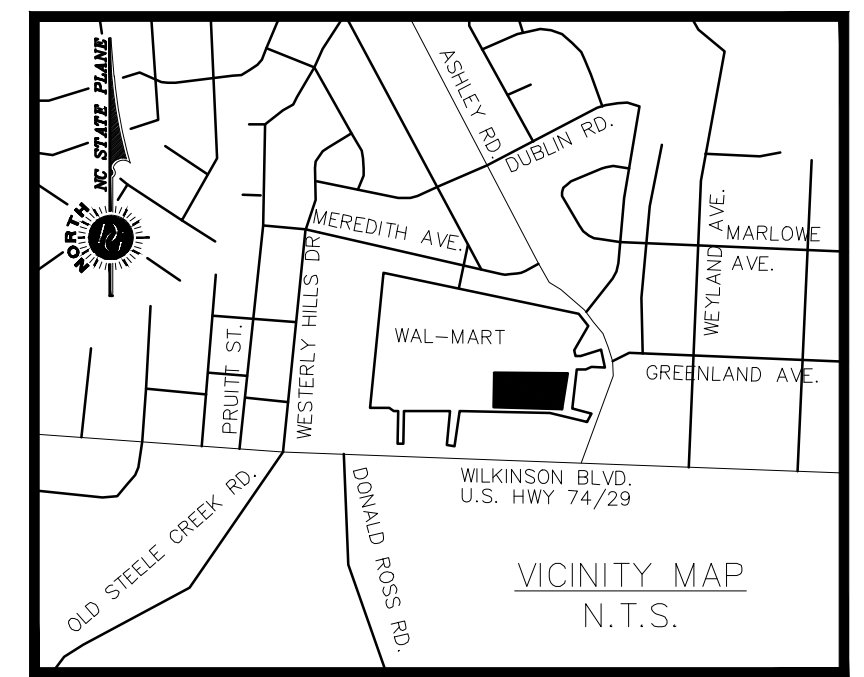 NC STATE PLANE
NORTH
ASHLEY RD.
DUBLIN RD.
MEREDITH AVE.
WEYLAND AVE.
MARLOWE
AVE.
WESTERLY HILLS DR
PRUITT ST.
WAL-MART
GREENLAND AVE.
WILKINSON BLVD.
U.S. HWY 74/29
OLD STEELE CREEK RD.
DONALD ROSS RD.
VICINITY MAP
N.T.S.